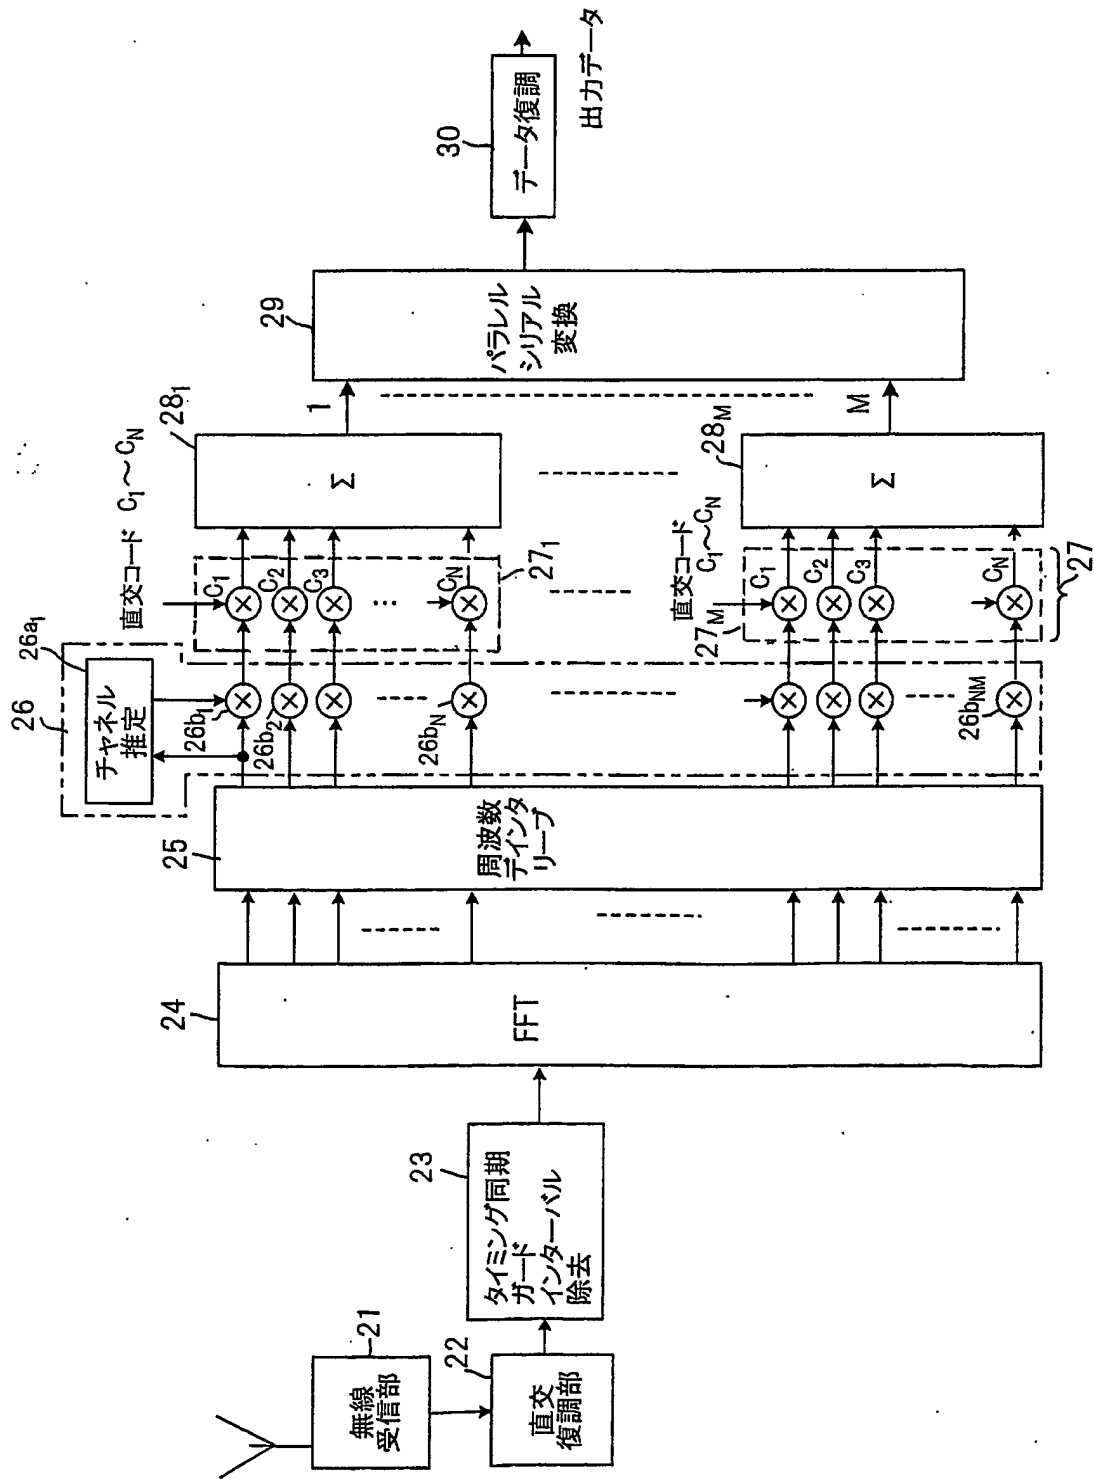 無線
受信部
21
直交
復調部
22
タイミング同期
ガード
インターバル
除去
23
FFT
24
周波数
デインタ
リーブ
25
チャネル
推定
26
26a1
26b1
26b2
26bN
26bNM
直交コード C1〜CN
C1
C2
C3
CN
271
直交コード
C1〜CN
27M
C1
C2
C3
CN
27
Σ
281
Σ
28M
1
M
パラレル
シリアル
変換
29
データ復調
30
出力データ